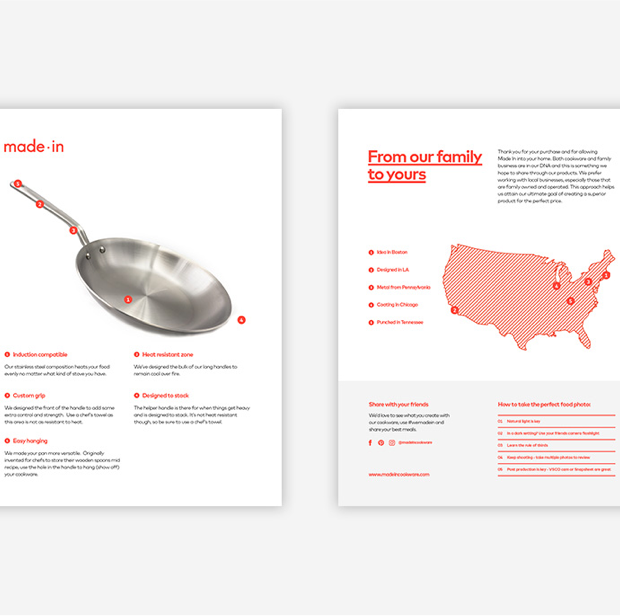 made·in
1
2
3
1
4
Induction compatible
Our stainless steel composition heats your food
evenly no matter what kind of stove you have.
Custom grip
We designed the front of the handle to add some
extra control and strength. Use a chef's towel as
this area is not as resistant to heat.
Easy hanging
We made your pan more versatile. Originally
invented for chefs to store their wooden spoons mid
recipe, use the hole in the handle to hang (show off)
your cookware.
Heat resistant zone
We've designed the bulk of our long handles to
remain cool over fire.
Designed to stack
The helper handle is there for when things get heavy
and is designed to stack. It's not heat resistant
though, so be sure to use a chef's towel.
From our family
to yours
Thank you for your purchase and for allowing
Made In into your home. Both cookware and family
business are in our DNA and this is something we
hope to share through our products. We prefer
working with local businesses, especially those that
are family owned and operated. This approach helps
us attain our ultimate goal of creating a superior
product for the perfect price.
Idea in Boston
Designed in LA
Metal from Pennsylvania
Coating in Chicago
Punched in Tennessee
Share with your friends
We'd love to see what you create with
our cookware, use #wemadein and
share your best meals.
@madeincookware
www.madeincookware.com
How to take the perfect food photo:
01. Natural light is key
02. In a dark setting? Use your friends camera flashlight.
03. Learn the rule of thirds
04. Keep shooting - take multiple photos to review.
05. Post production is key - VSCO cam or Snapseed are great.